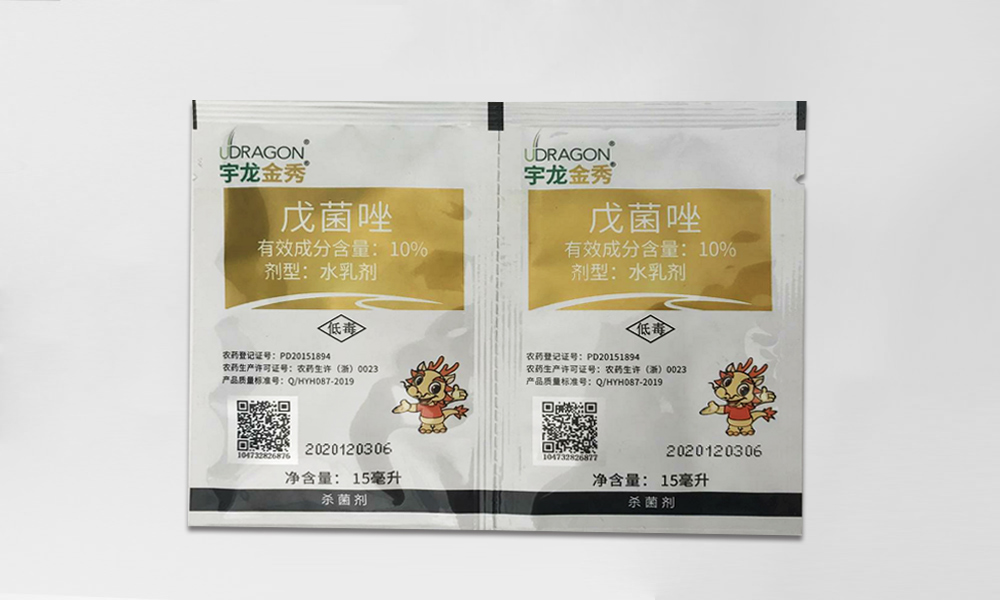 UDRAGON®
宇龙金秀®
戊菌唑
有效成分含量：10%
剂型：水乳剂
低毒
农药登记证号：PD20151894
农药生产许可证号：农药生许（浙）0023
产品质量标准号：Q/HYH087-2019
104732826876
2020120306
净含量： 15毫升
杀菌剂
UDRAGON®
宇龙金秀®
戊菌唑
有效成分含量：10%
剂型：水乳剂
低毒
农药登记证号：PD20151894
农药生产许可证号：农药生许（浙）0023
产品质量标准号：Q/HYH087-2019
104732826877
2020120306
净含量： 15毫升
杀菌剂